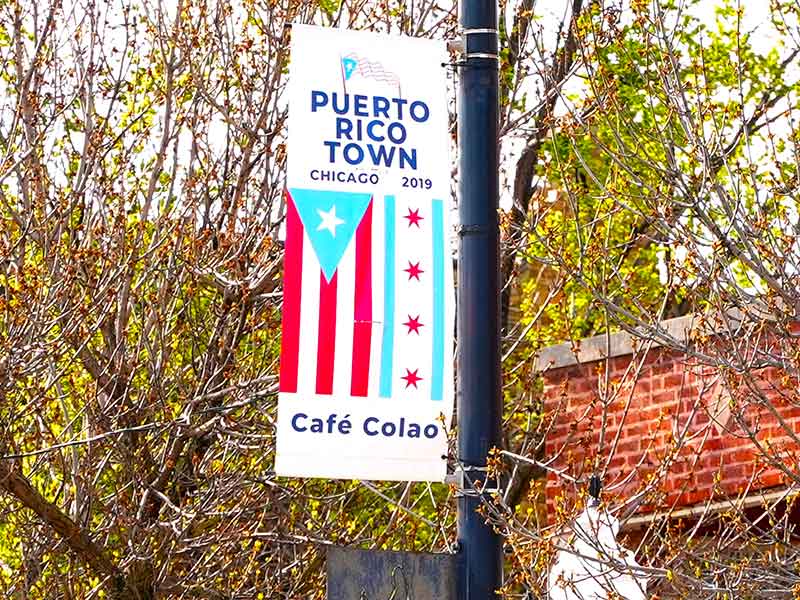 PUERTO
RICO
TOWN
CHICAGO 2019
Café Colao